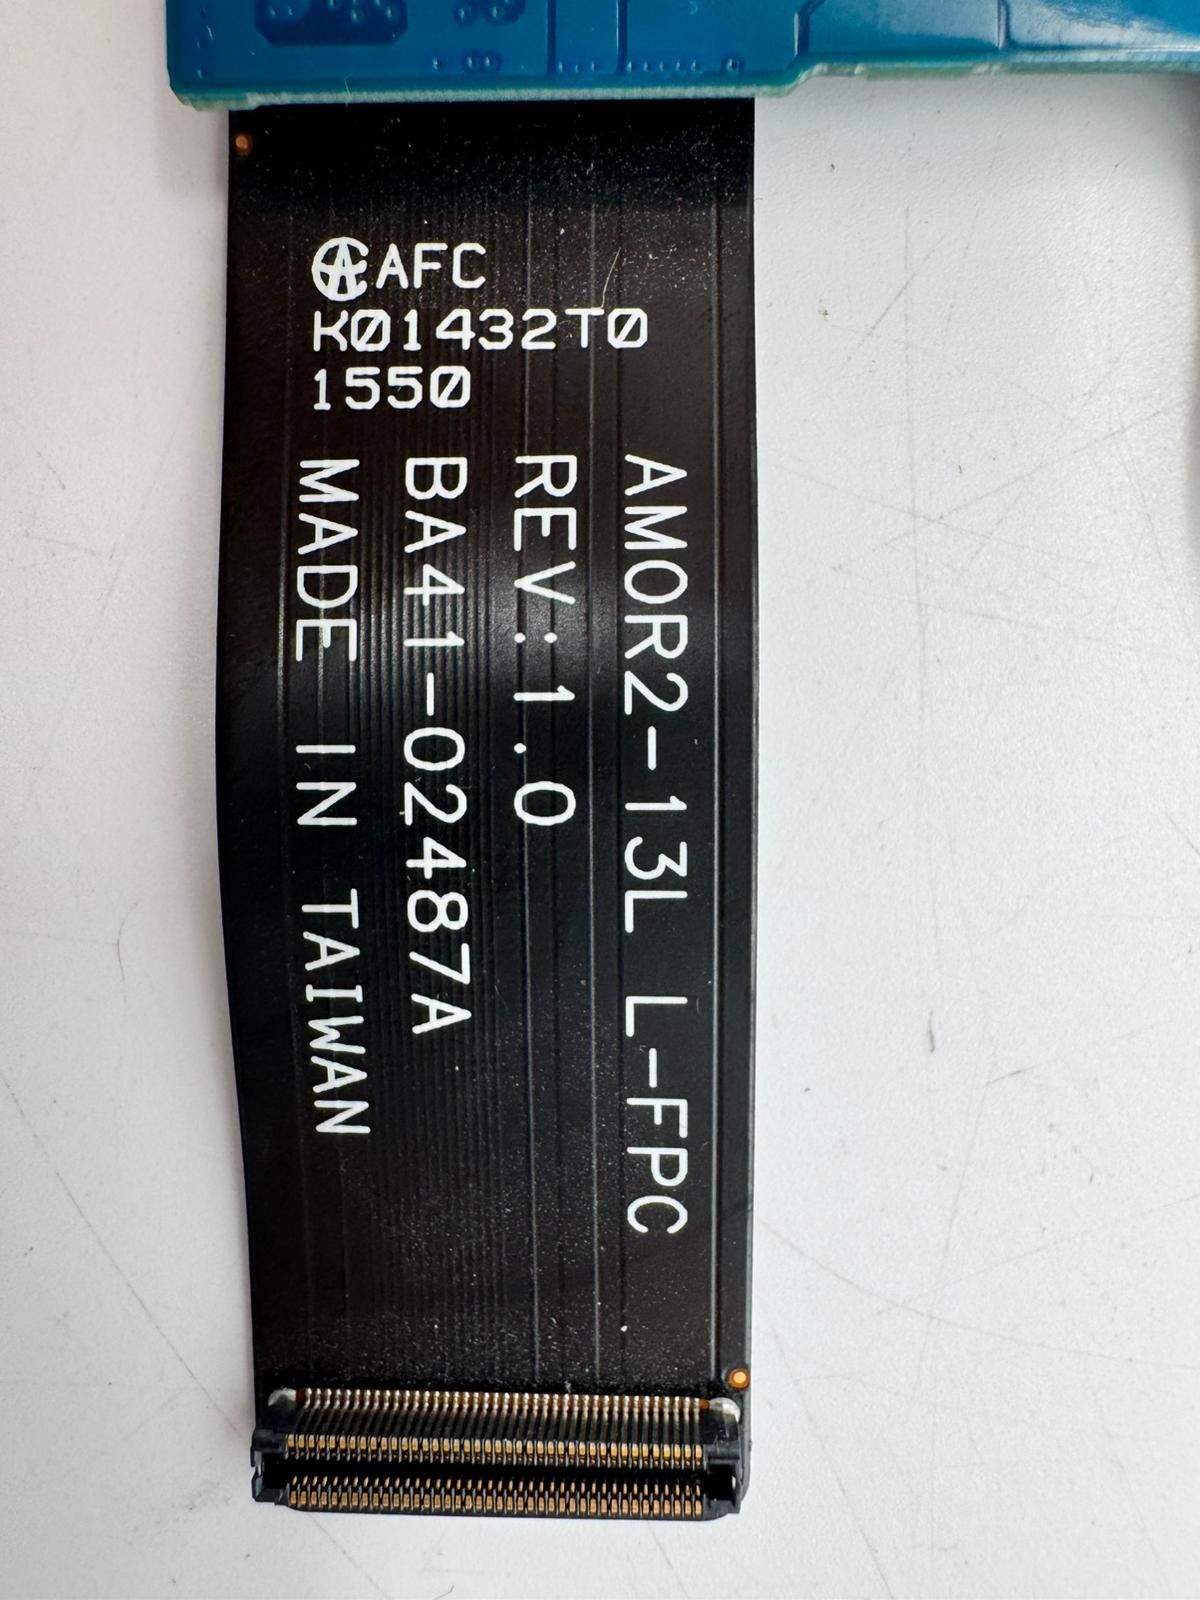 AFC
K01432T0
1550
AMOR2-13L L-FPC
REV:1.0
BA41-02487A
MADE IN TAIWAN